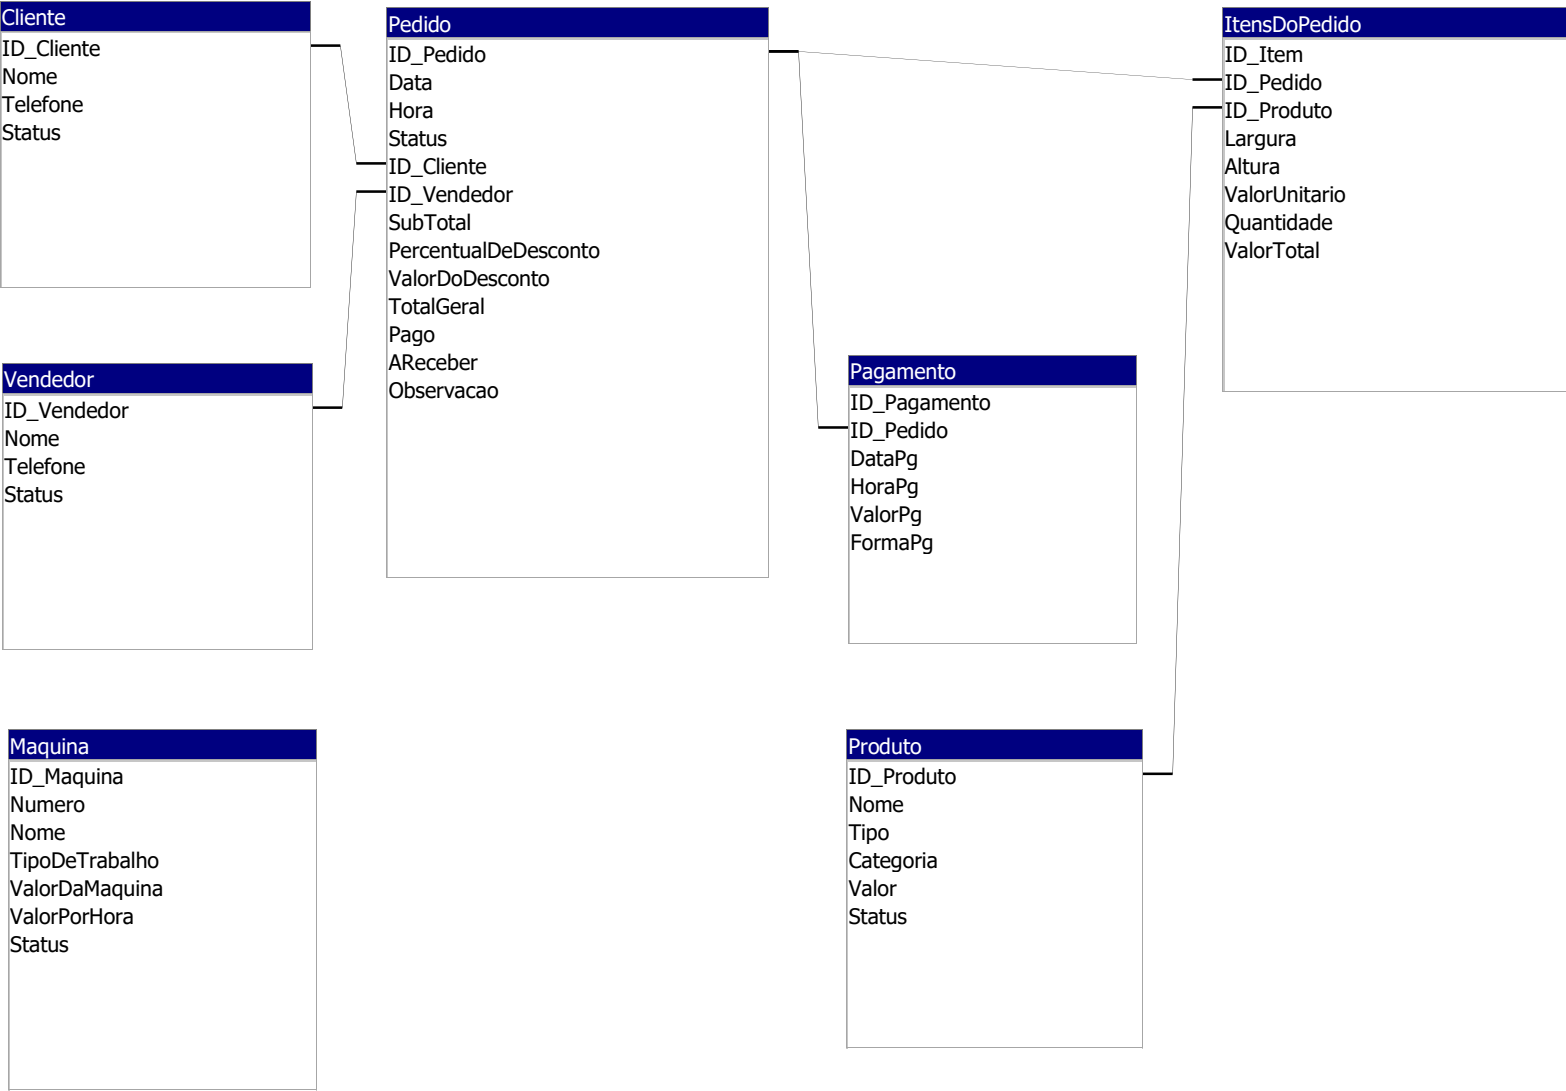 Cliente
ID_Cliente
Nome
Telefone
Status
Pedido
ID_Pedido
Data
Hora
Status
ID_Cliente
ID_Vendedor
SubTotal
PercentualDeDesconto
ValorDoDesconto
TotalGeral
Pago
AReceber
Observacao
ItensDoPedido
ID_Item
ID_Pedido
ID_Produto
Largura
Altura
ValorUnitario
Quantidade
ValorTotal
Vendedor
ID_Vendedor
Nome
Telefone
Status
Pagamento
ID_Pagamento
ID_Pedido
DataPg
HoraPg
ValorPg
FormaPg
Maquina
ID_Maquina
Numero
Nome
TipoDeTrabalho
ValorDaMaquina
ValorPorHora
Status
Produto
ID_Produto
Nome
Tipo
Categoria
Valor
Status